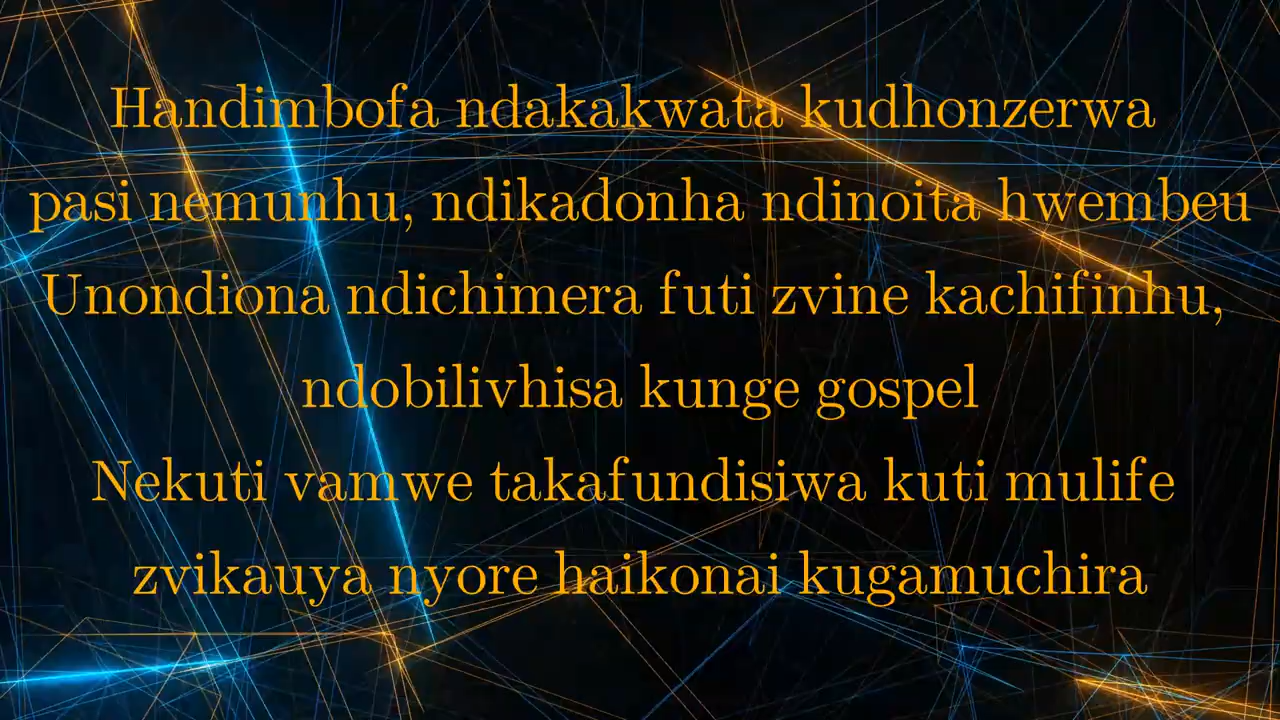 Handimbofa ndakakwata kudhonzerwa
pasi nemunhu, ndikadonha ndinoita hwembeu
Unondiona ndichimera futi zvine kachifinhu,
ndobilivhisa kunge gospel
Nekuti vamwe takafundisiwa kuti mulife
zvikauya nyore haikonai kugamuchira